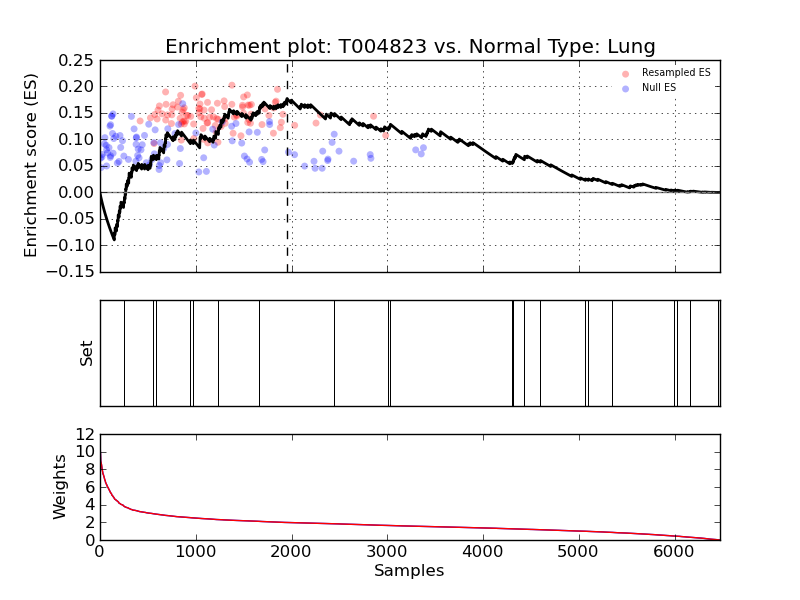 Enrichment plot: T004823 vs. Normal Type: Lung
Enrichment score (ES)
0.25
0.20
0.15
0.10
0.05
0.00
−0.05
−0.10
−0.15
Resampled ES
Null ES
Set
Weights
12
10
8
6
4
2
0
0 1000 2000 3000 4000 5000 6000
Samples